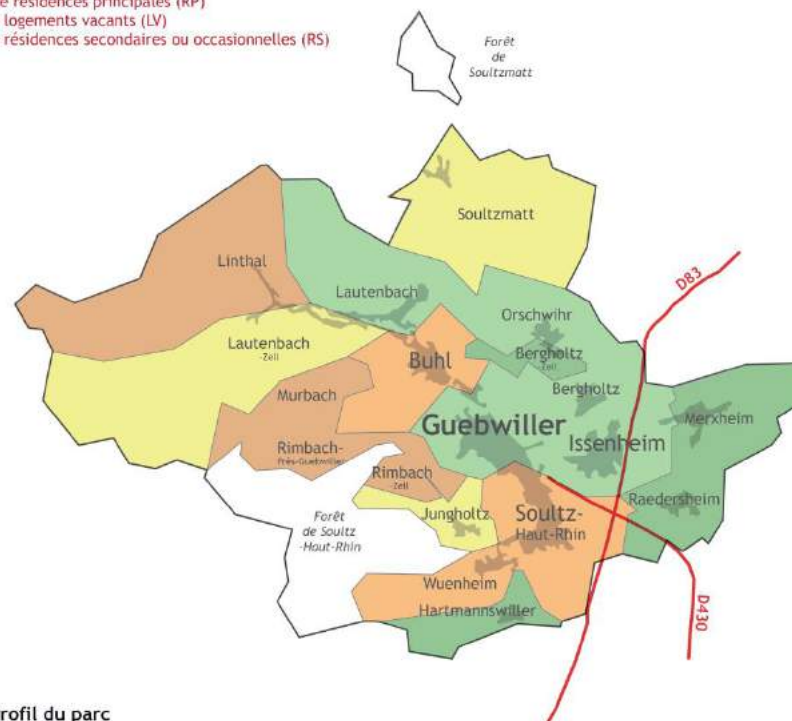 e résidences principales (RP)
logements vacants (LV)
résidences secondaires ou occasionnelles (RS)
Forêt
de
Soultzmatt
Soultzmatt
D83
Linthal
Lautenbach
Orschwihr
Lautenbach
-Zell
Buhl
Bergholtz
-Zell
Bergholtz
Murbach
Guebwiller
Issenheim
Merxheim
Rimbach-
Près-Guebwiller
Rimbach
-Zell
Raedersheim
Forêt
de Soultz
-Haut-Rhin
Jungholtz
Soultz-
Haut-Rhin
Wuenheim
Hartmannswiller
D430
rofil du parc